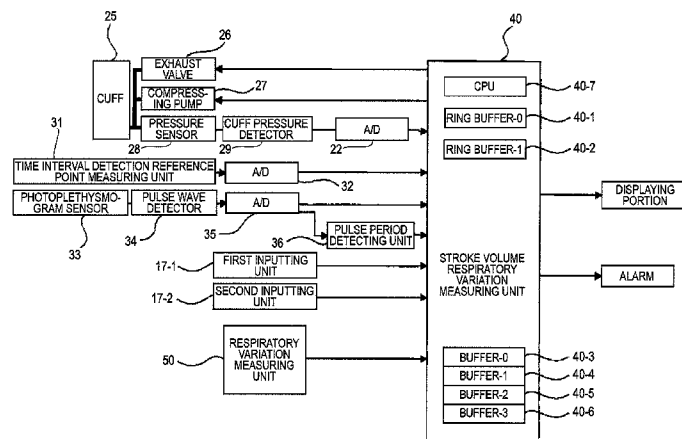 25
26
40
EXHAUST
VALVE
CPU
40-7
CUFF
COMPRESS-
ING PUMP
27
RING BUFFER-0
40-1
31
PRESSURE
SENSOR
CUFF PRESSURE
DETECTOR
A/D
28
29
22
RING BUFFER-1
40-2
TIME INTERVAL DETECTION REFERENCE
POINT MEASURING UNIT
A/D
32
PHOTOPLETHYSMO-
GRAM SENSOR
PULSE WAVE
DETECTOR
A/D
DISPLAYING
PORTION
33
34
35
36
PULSE PERIOD
DETECTING UNIT
17-1
FIRST INPUTTING
UNIT
STROKE VOLUME
RESPIRATORY
VARIATION
MEASURING UNIT
ALARM
17-2
SECOND INPUTTING
UNIT
50
RESPIRATORY
VARIATION
MEASURING
UNIT
BUFFER-0
40-3
BUFFER-1
40-4
BUFFER-2
40-5
BUFFER-3
40-6